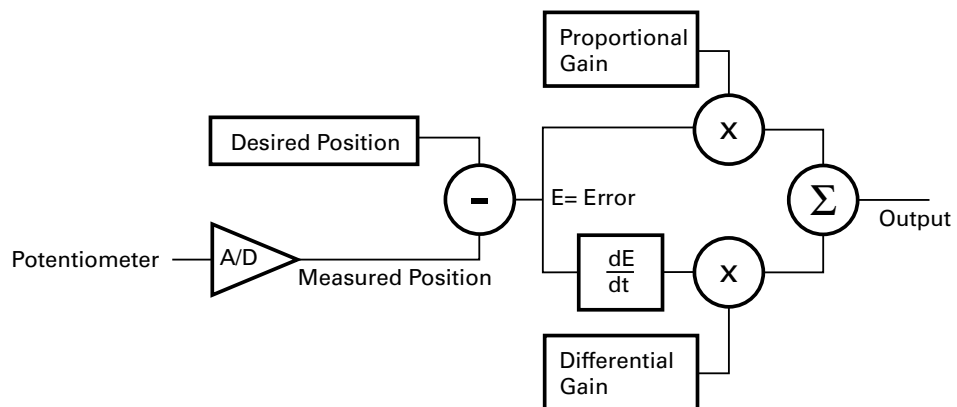 Proportional
Gain
x
Desired Position
-
E= Error
Σ
Output
Potentiometer
A/D
Measured Position
dE
dt
x
Differential
Gain